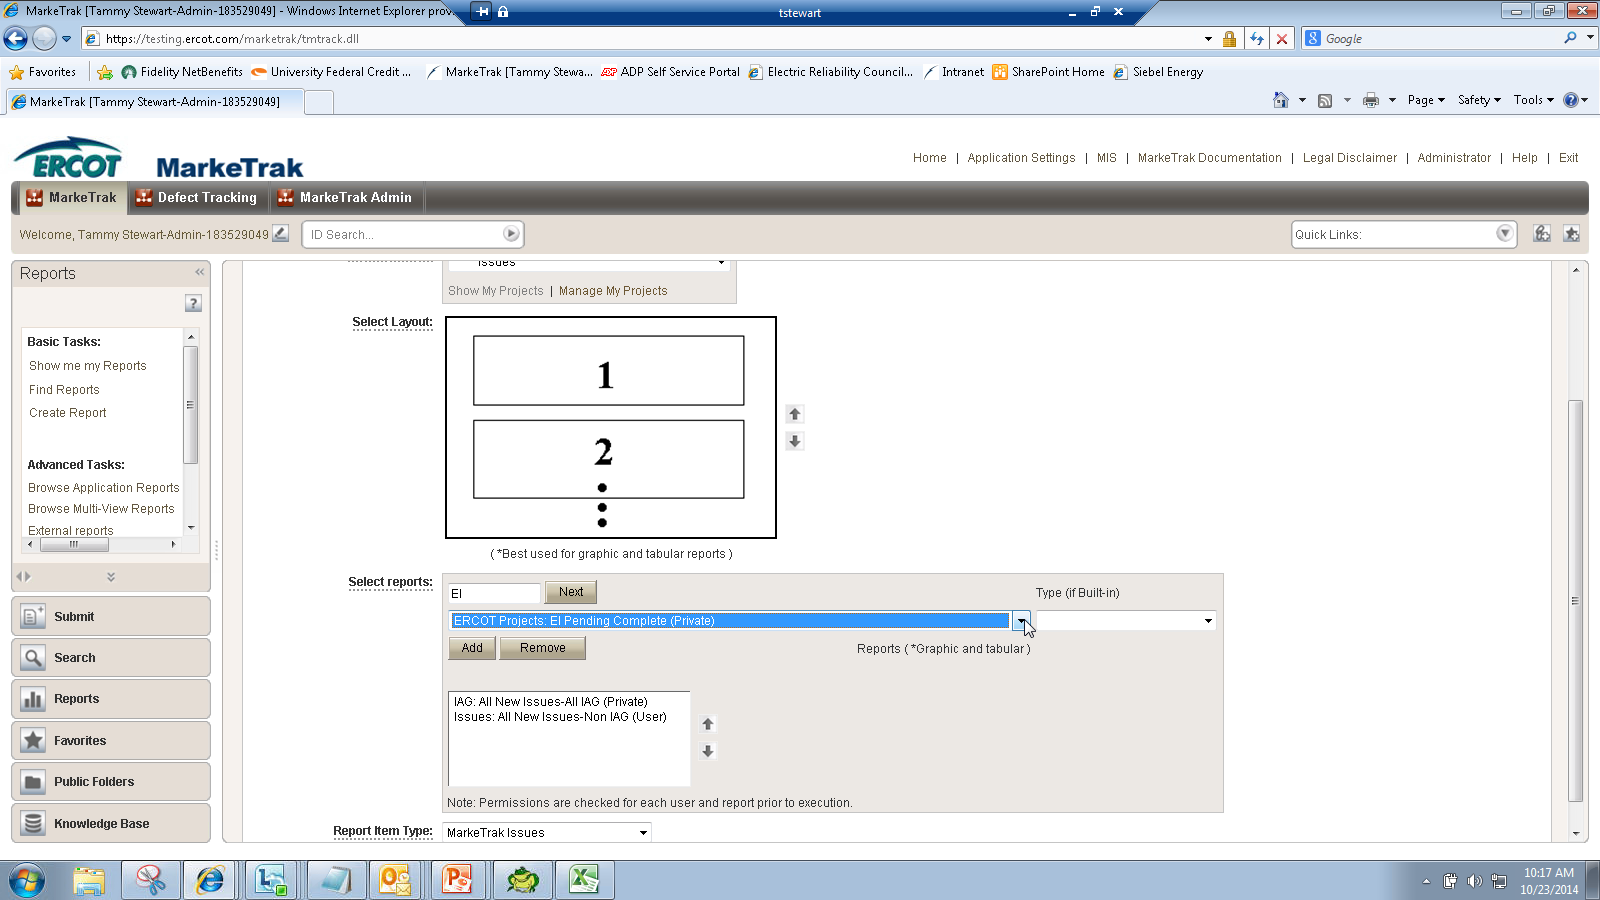 MarkeTrak [Tammy Stewart-Admin-183529049] - Windows Internet Explorer prov
tstewart
https://testing.ercot.com/marketrak/tmtrack.dll
Google
Favorites
Fidelity NetBenefits
University Federal Credit ...
MarkeTrak [Tammy Stewa...
ADP Self Service Portal
Electric Reliability Council...
Intranet
SharePoint Home
Siebel Energy
MarkeTrak [Tammy Stewart-Admin-183529049]
Page
Safety
Tools
ERCOT
MarkeTrak
Home | Application Settings | MIS | MarkeTrak Documentation | Legal Disclaimer | Administrator | Help | Exit
MarkeTrak
Defect Tracking
MarkeTrak Admin
Welcome, Tammy Stewart-Admin-183529049
ID Search...
Quick Links:
Reports
«
?
Basic Tasks:
Show me my Reports
Find Reports
Create Report
Advanced Tasks:
Browse Application Reports
Browse Multi-View Reports
External reports
Submit
Search
Reports
Favorites
Public Folders
Knowledge Base
Issues
Show My Projects | Manage My Projects
Select Layout:
1
2
( *Best used for graphic and tabular reports )
Select reports:
EI
Next
Type (if Built-in)
ERCOT Projects: EI Pending Complete (Private)
Add
Remove
Reports ( *Graphic and tabular )
IAG: All New Issues-All IAG (Private)
Issues: All New Issues-Non IAG (User)
Note: Permissions are checked for each user and report prior to execution.
Report Item Type:
MarkeTrak Issues
10:17 AM
10/23/2014